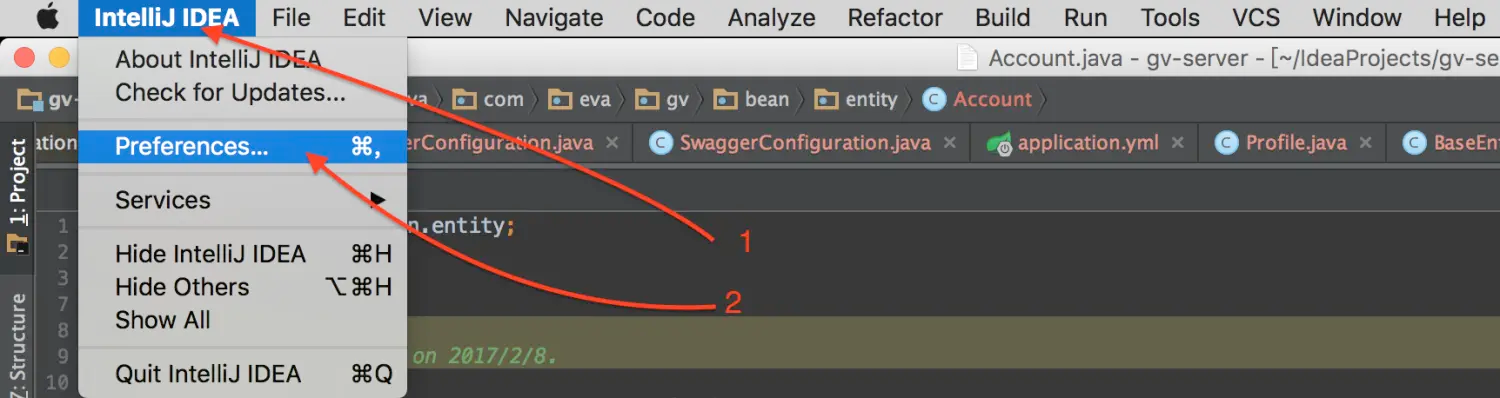 IntelliJ IDEA File Edit View Navigate Code Analyze Refactor Build Run Tools VCS Window Help
About IntelliJ IDEA
Check for Updates...
Preferences... ⌘,
Services ▶
Hide IntelliJ IDEA ⌘H
Hide Others ⌥⌘H
Show All
Quit IntelliJ IDEA ⌘Q
Account.java - gv-server - [~/IdeaProjects/gv-se
gv- va com eva gv bean entity Account
ation erConfiguration.java SwaggerConfiguration.java application.yml Profile.java BaseEnt
1: Project
Z: Structure
1 n.entity;
2
3
7
8
9 on 2017/2/8.
10
1
2